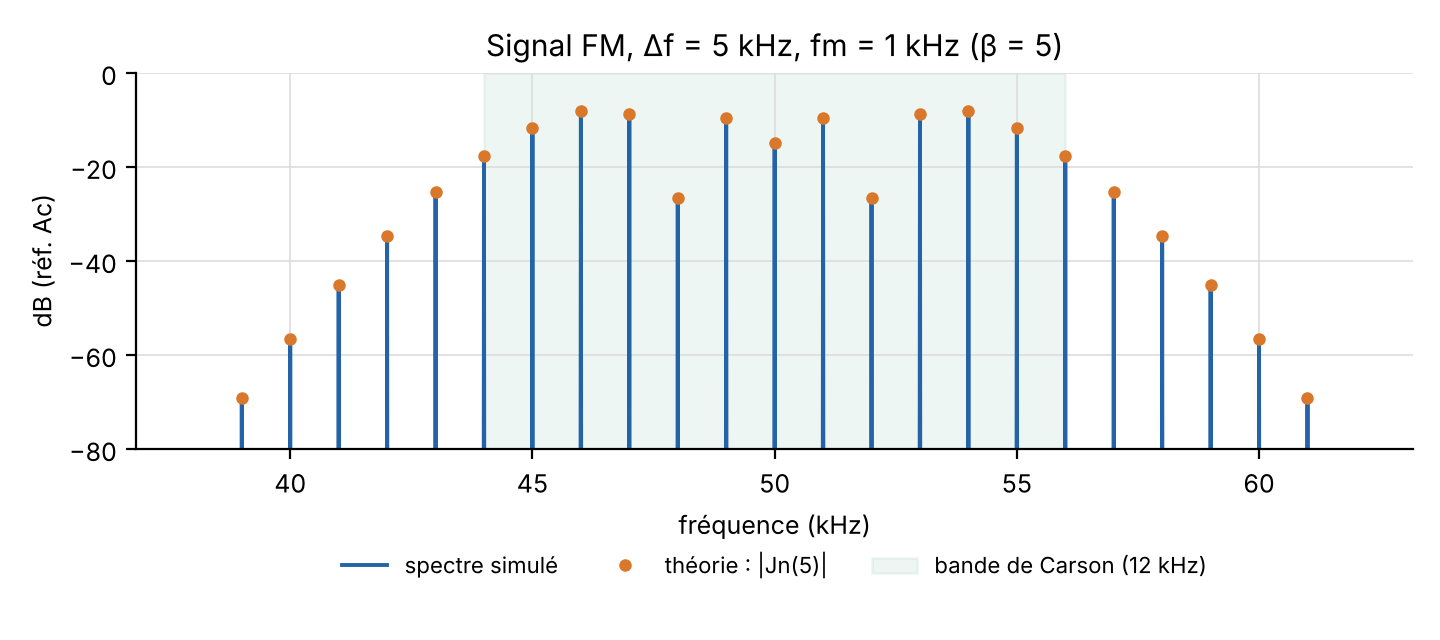 Signal FM, Δf = 5 kHz, fm = 1 kHz (β = 5)
0
−20
−40
−60
−80
dB (réf. Ac)
40 45 50 55 60
fréquence (kHz)
spectre simulé théorie : |Jn(5)| bande de Carson (12 kHz)